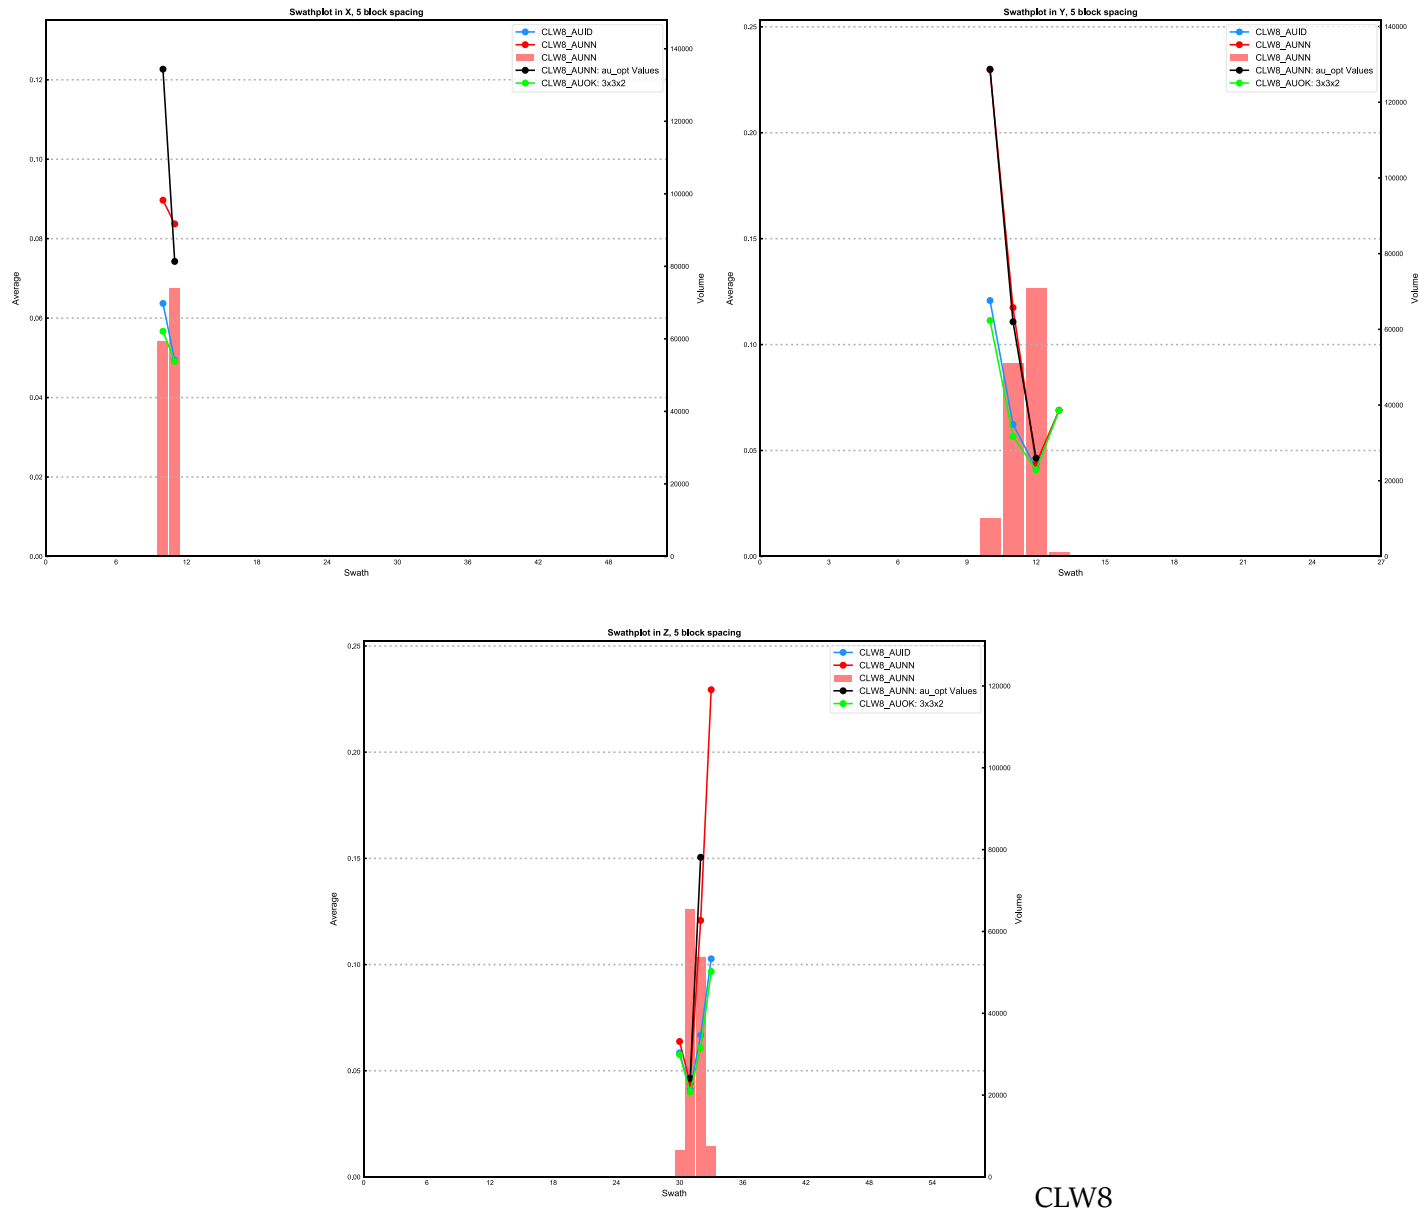 Swathplot in X, 5 block spacing
CLW8_AUID
CLW8_AUNN
CLW8_AUNN
CLW8_AUNN: au_opt Values
CLW8_AUOK: 3x3x2
0.12
0.10
0.08
0.06
0.04
0.02
0.00
Average
140000
120000
100000
80000
60000
40000
20000
0
Volume
0 6 12 18 24 30 36 42 48
Swath
Swathplot in Y, 5 block spacing
CLW8_AUID
CLW8_AUNN
CLW8_AUNN
CLW8_AUNN: au_opt Values
CLW8_AUOK: 3x3x2
0.25
0.20
0.15
0.10
0.05
0.00
Average
140000
120000
100000
80000
60000
40000
20000
0
Volume
0 3 6 9 12 15 18 21 24 27
Swath
Swathplot in Z, 5 block spacing
CLW8_AUID
CLW8_AUNN
CLW8_AUNN
CLW8_AUNN: au_opt Values
CLW8_AUOK: 3x3x2
0.25
0.20
0.15
0.10
0.05
0.00
Average
120000
100000
80000
60000
40000
20000
0
Volume
0 6 12 18 24 30 36 42 48 54
Swath
CLW8